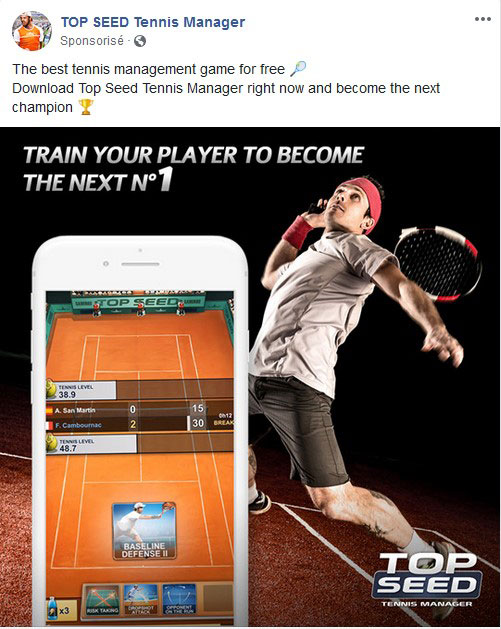 TOP SEED Tennis Manager
Sponsorisé
The best tennis management game for free
Download Top Seed Tennis Manager right now and become the next
champion
TRAIN YOUR PLAYER TO BECOME
THE NEXT N°1
TOP SEED
TENNIS LEVEL
38.9
A. San Martin 0 15
0h12
F. Cambournac 2 30 BREAK
TENNIS LEVEL
48.7
BASELINE
DEFENSE II
x3
RISK TAKING
DROPSHOT
ATTACK
OPPONENT
ON THE RUN
TOP
SEED
TENNIS MANAGER